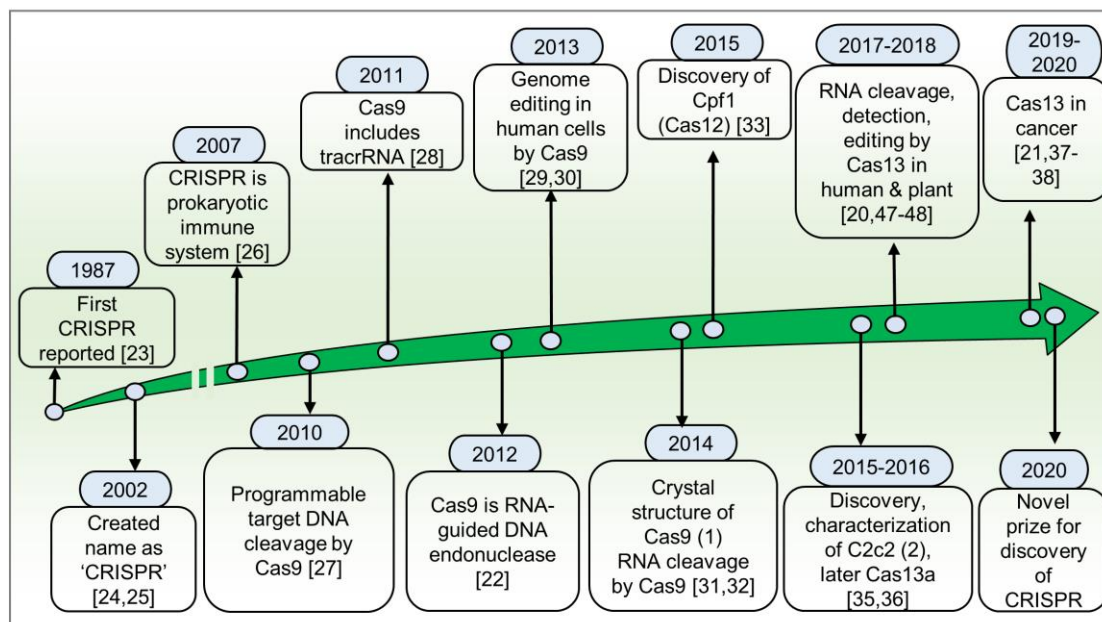 1987
First
CRISPR
reported [23]
2002
Created
name as
‘CRISPR’
[24,25]
2007
CRISPR is
prokaryotic
immune
system [26]
2010
Programmable
target DNA
cleavage by
Cas9 [27]
2011
Cas9
includes
tracrRNA [28]
2012
Cas9 is RNA-
guided DNA
endonuclease
[22]
2013
Genome
editing in
human cells
by Cas9
[29,30]
2014
Crystal
structure of
Cas9 (1)
RNA cleavage
by Cas9 [31,32]
2015
Discovery of
Cpf1
(Cas12) [33]
2015-2016
Discovery,
characterization
of C2c2 (2),
later Cas13a
[35,36]
2017-2018
RNA cleavage,
detection,
editing by
Cas13 in
human & plant
[20,47-48]
2019-
2020
Cas13 in
cancer
[21,37-
38]
2020
Novel
prize for
discovery
of
CRISPR